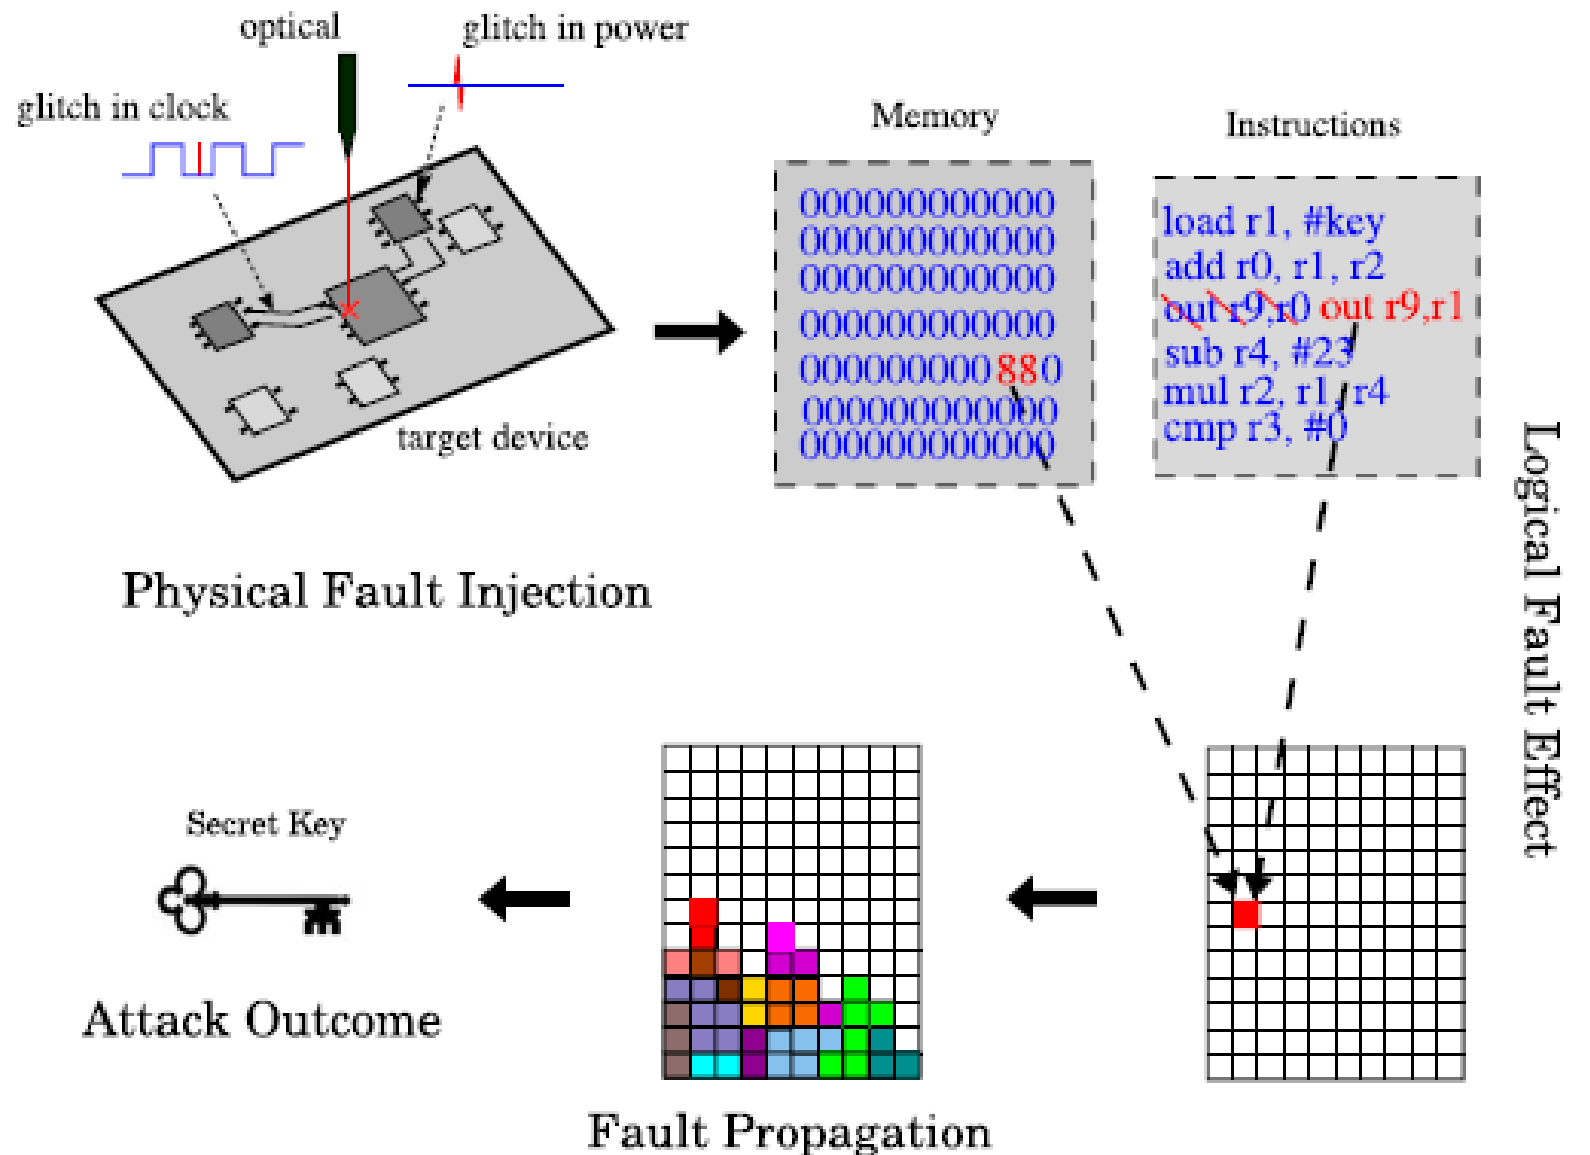 optical
glitch in power
glitch in clock
target device
Physical Fault Injection
Memory
000000000000
000000000000
000000000000
000000000000
000000000880
000000000000
000000000000
Instructions
load r1, #key
add r0, r1, r2
out r9,r0 out r9,r1
sub r4, #23
mul r2, r1, r4
cmp r3, #0
Logical Fault Effect
Secret Key
Attack Outcome
Fault Propagation